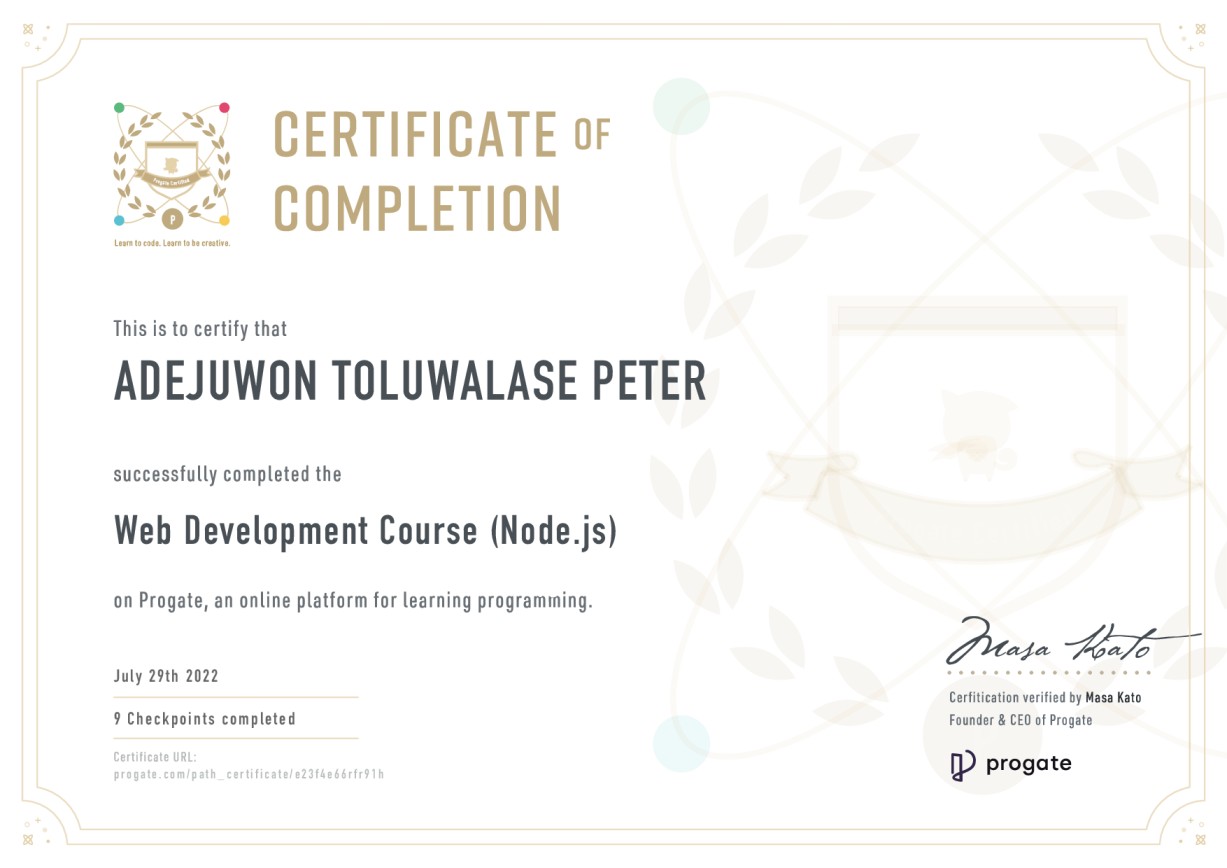 CERTIFICATE OF
COMPLETION
Progate Certified
P
Learn to code. Learn to be creative.
This is to certify that
ADEJUWON TOLUWALASE PETER
successfully completed the
Web Development Course (Node.js)
on Progate, an online platform for learning programming.
July 29th 2022
9 Checkpoints completed
Certificate URL:
progate.com/path_certificate/e23f4e66rfr91h
Masa Kato
Cerfitication verified by Masa Kato
Founder & CEO of Progate
progate